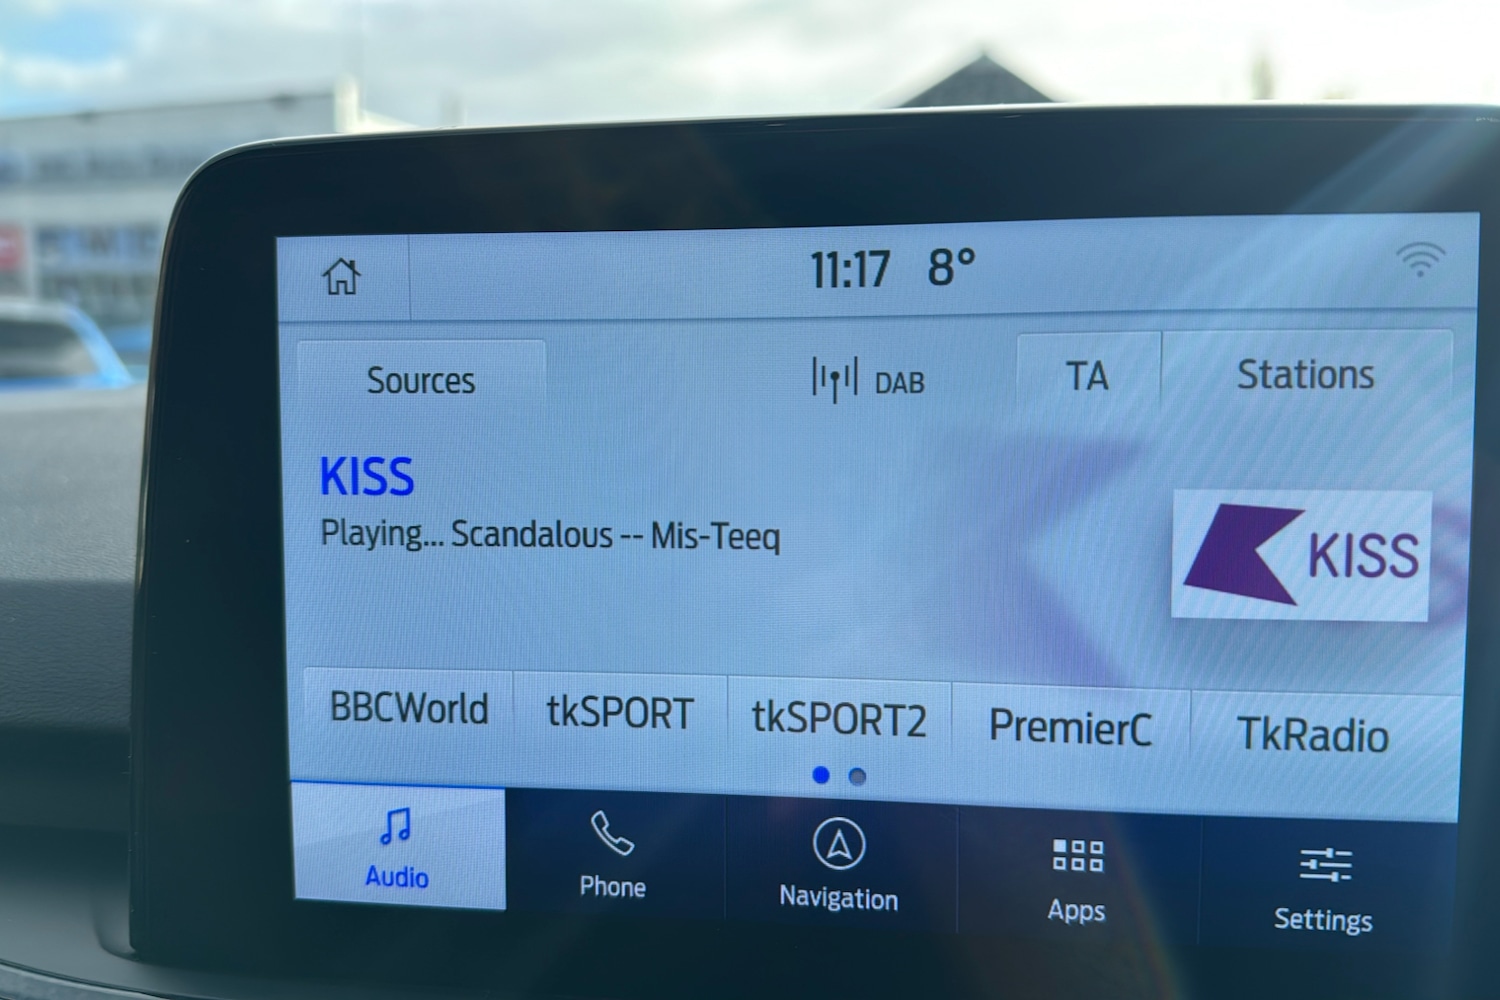 11:17 8°
Sources DAB TA Stations
KISS
Playing... Scandalous -- Mis-Teeq
KISS
BBCWorld tkSPORT tkSPORT2 PremierC TkRadio
Audio Phone Navigation Apps Settings